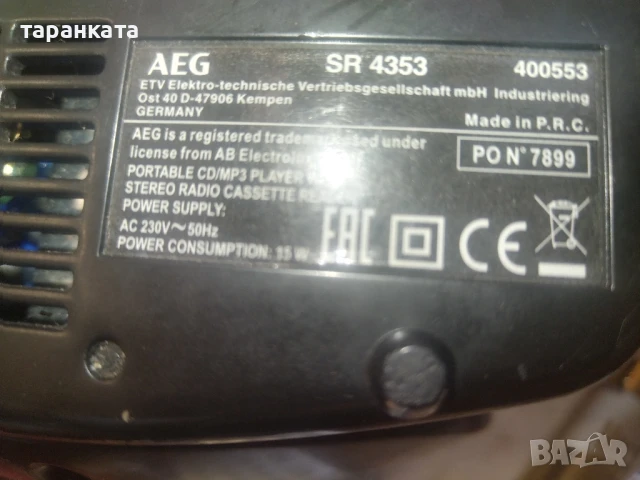 таранката
AEG SR 4353 400553
ETV Elektro-technische Vertriebsgesellschaft mbH Industriering
Ost 40 D-47906 Kempen
GERMANY
Made in P.R.C.
AEG is a registered used under
license from AB
PO N° 7899
PORTABLE CD/MP3 PLAYER
STEREO RADIO CASSETTE
POWER SUPPLY:
AC 230V ~ 50Hz
POWER CONSUMPTION: 15 W
EAC CE
BAZAR